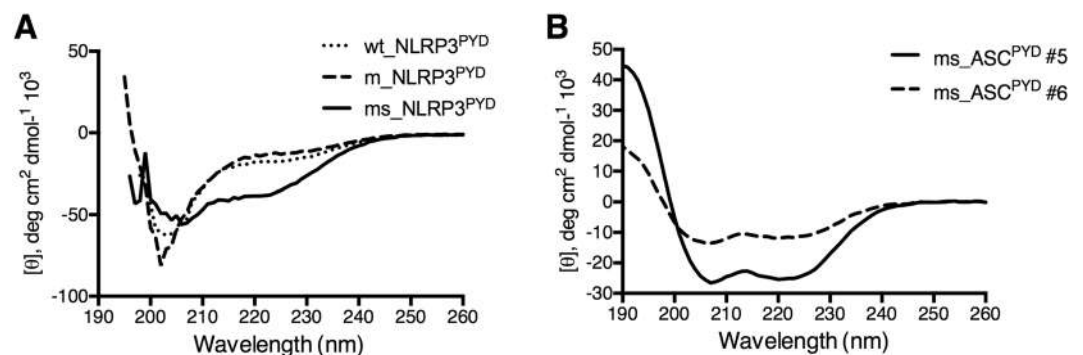 A
wt_NLRP3ᴾʸᴰ
m_NLRP3ᴾʸᴰ
ms_NLRP3ᴾʸᴰ
[θ], deg cm2 dmol-¹ 10³
50
0
-50
-100
190 200 210 220 230 240 250 260
Wavelength (nm)
B
ms_ASCᴾʸᴰ #5
ms_ASCᴾʸᴰ #6
[θ], deg cm2 dmol-¹ 10³
50
40
30
20
10
0
-10
-20
-30
190 200 210 220 230 240 250 260
Wavelength (nm)